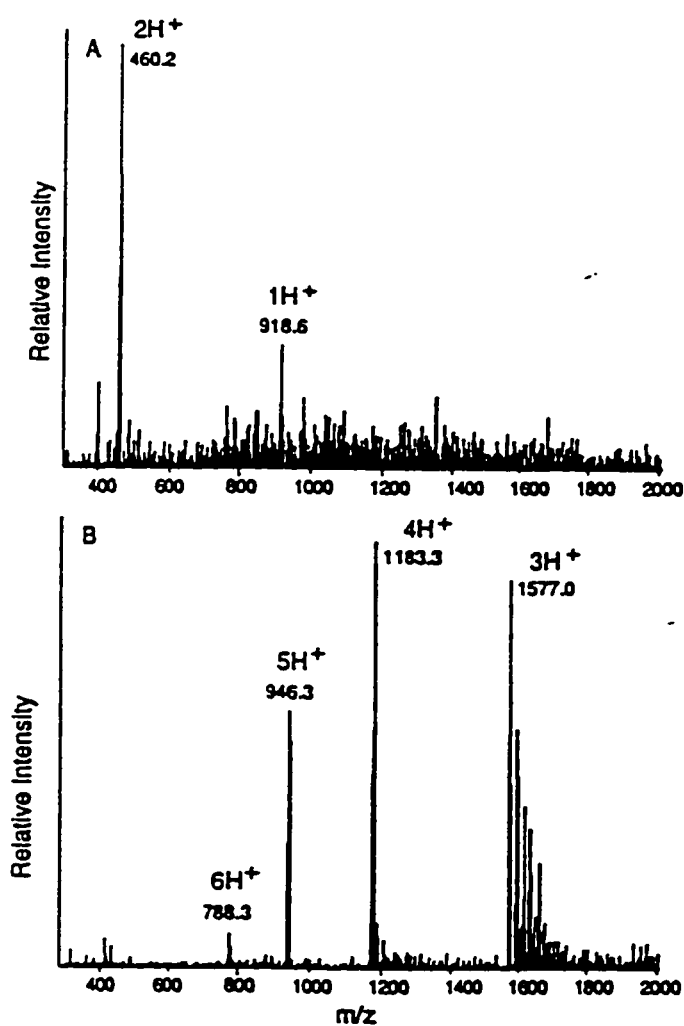 A
2H+
460.2
1H+
918.6
Relative Intensity
400 600 800 1000 1200 1400 1600 1800 2000
B
4H+
1183.3
3H+
1577.0
5H+
946.3
6H+
788.3
Relative Intensity
400 600 800 1000 1200 1400 1600 1800 2000
m/z